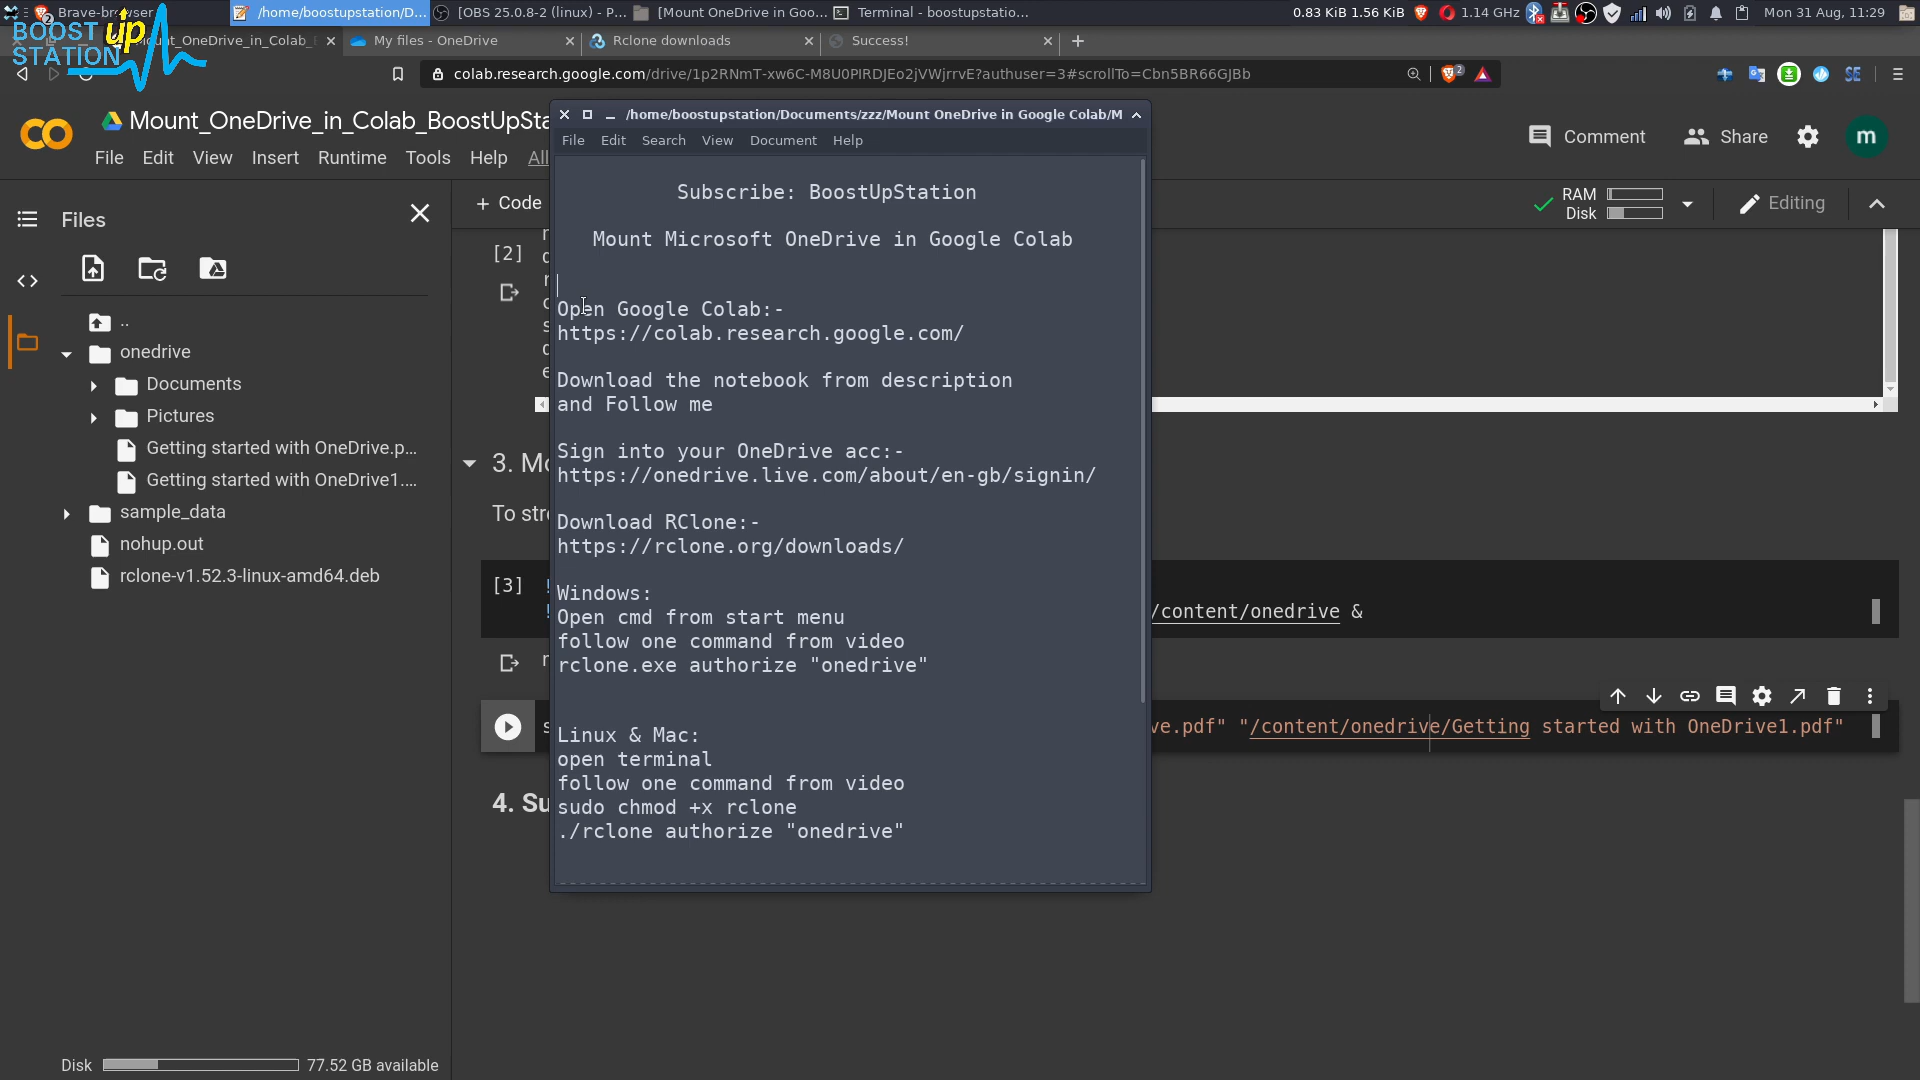 Brave-browser
/home/boostupstation/D...
[OBS 25.0.8-2 (linux) - P...
[Mount OneDrive in Goo...
Terminal - boostupstatio...
0.83 KiB 1.56 KiB
1.14 GHz
Mon 31 Aug, 11:29
BOOST up
STATION
ount_OneDrive_in_Colab_
My files - OneDrive
Rclone downloads
Success!
colab.research.google.com/drive/1p2RNmT-xw6C-M8U0PIRDJEo2jVWjrrvE?authuser=3#scrollTo=Cbn5BR66GJBb
Mount_OneDrive_in_Colab_BoostUpSta
File Edit View Insert Runtime Tools Help All
Comment
Share
m
Files
..
onedrive
Documents
Pictures
Getting started with OneDrive.p...
Getting started with OneDrive1....
sample_data
nohup.out
rclone-v1.52.3-linux-amd64.deb
Disk
77.52 GB available
+ Code
RAM
Disk
Editing
/home/boostupstation/Documents/zzz/Mount OneDrive in Google Colab/M
File Edit Search View Document Help
Subscribe: BoostUpStation
Mount Microsoft OneDrive in Google Colab
Open Google Colab:-
https://colab.research.google.com/
Download the notebook from description
and Follow me
Sign into your OneDrive acc:-
https://onedrive.live.com/about/en-gb/signin/
Download RClone:-
https://rclone.org/downloads/
Windows:
Open cmd from start menu
follow one command from video
rclone.exe authorize "onedrive"
Linux & Mac:
open terminal
follow one command from video
sudo chmod +x rclone
./rclone authorize "onedrive"
[2]
3. Mo
To stre
[3]
/content/onedrive &
ve.pdf" "/content/onedrive/Getting started with OneDrive1.pdf"
4. Su